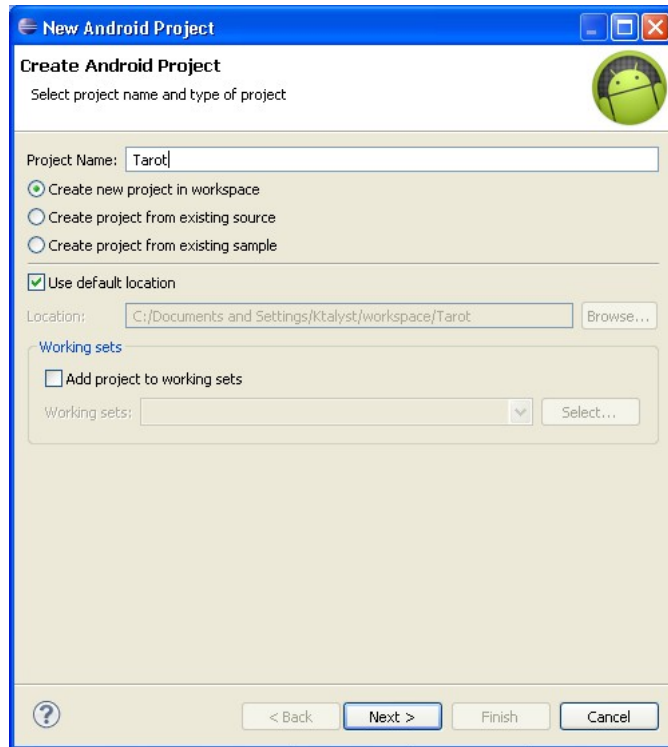 New Android Project
Create Android Project
Select project name and type of project
Project Name: Tarot
Create new project in workspace
Create project from existing source
Create project from existing sample
Use default location
Location: C:/Documents and Settings/Ktalyst/workspace/Tarot Browse...
Working sets
Add project to working sets
Working sets: Select...
? < Back Next > Finish Cancel